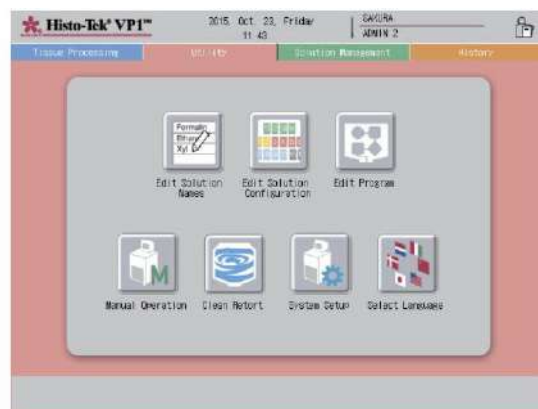 Histo-Tek® VP1™
2015. Oct. 23, Friday
11:43
SAKURA
ADMIN 2
Tissue Processing
Utility
Solution Management
History
Formalin
Ethanol
Xyl
Edit Solution
Names
Edit Solution
Configuration
Edit Program
M
Manual Operation
Clean Retort
System Setup
Select Language